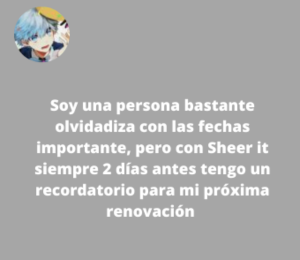 Soy una persona bastante
olvidadiza con las fechas
importante, pero con Sheer it
siempre 2 días antes tengo un
recordatorio para mi próxima
renovación